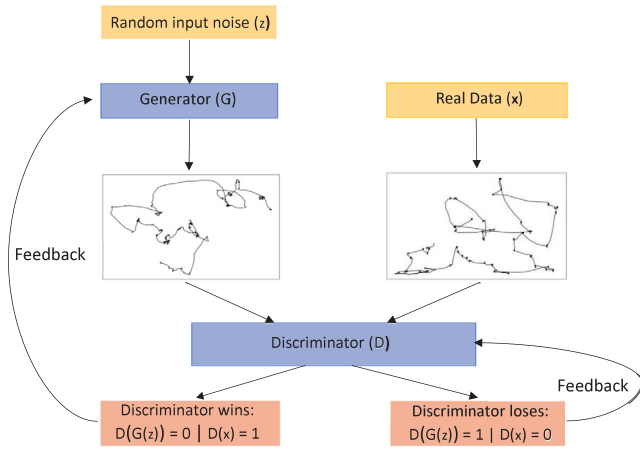 Random input noise (z)
Generator (G)
Real Data (x)
Feedback
Discriminator (D)
Feedback
Discriminator wins:
D(G(z)) = 0 | D(x) = 1
Discriminator loses:
D(G(z)) = 1 | D(x) = 0